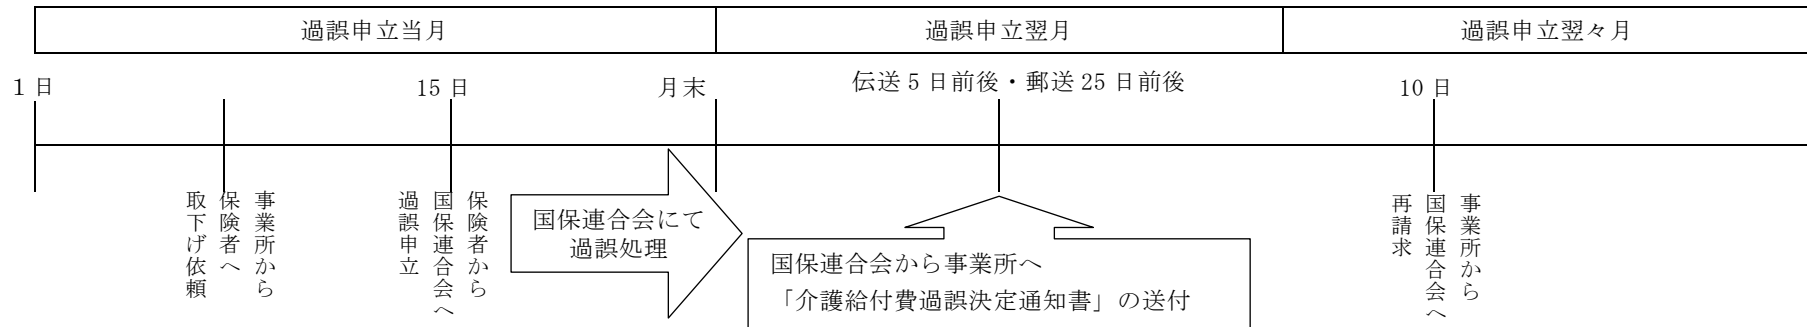 過誤申立当月
過誤申立翌月
過誤申立翌々月
1日
15日
月末
伝送5日前後・郵送25日前後
10日
事業所から
保険者へ
取下げ依頼
保険者から
国保連合会へ
過誤申立
国保連合会にて
過誤処理
国保連合会から事業所へ
「介護給付費過誤決定通知書」の送付
事業所から
国保連合会へ
再請求